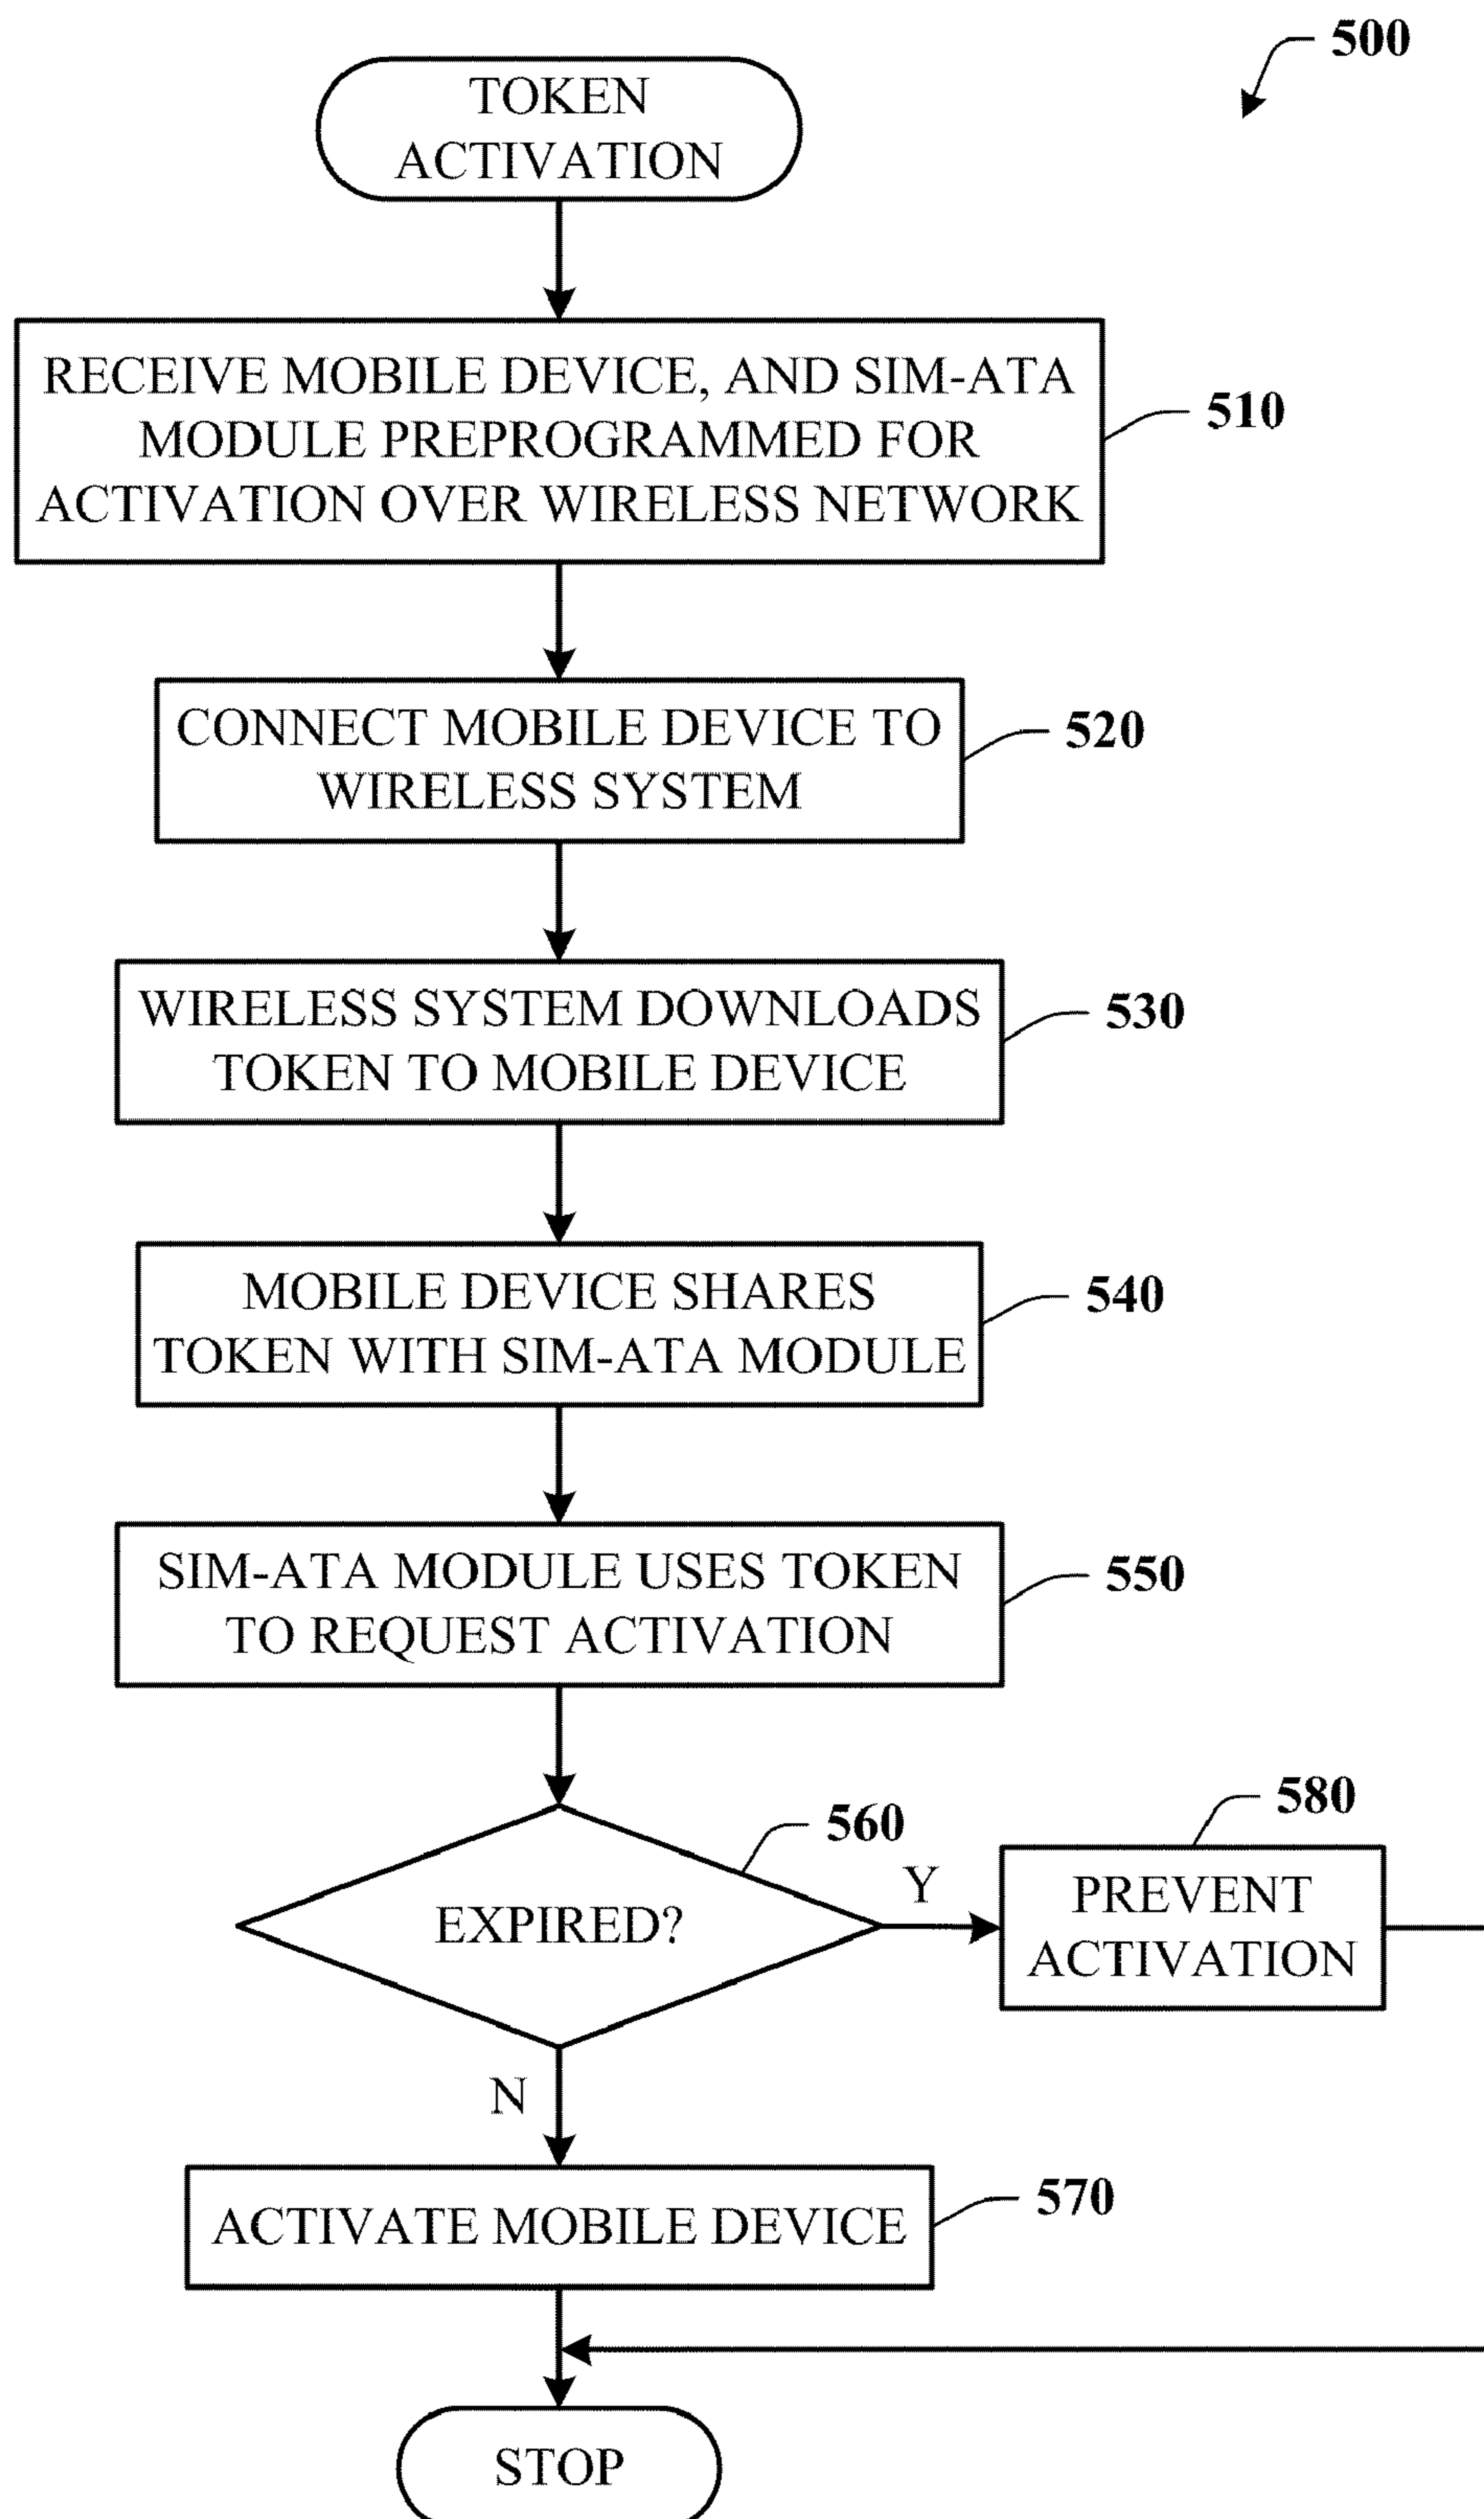 500
TOKEN
ACTIVATION
RECEIVE MOBILE DEVICE, AND SIM-ATA
MODULE PREPROGRAMMED FOR
ACTIVATION OVER WIRELESS NETWORK
510
CONNECT MOBILE DEVICE TO
WIRELESS SYSTEM
520
WIRELESS SYSTEM DOWNLOADS
TOKEN TO MOBILE DEVICE
530
MOBILE DEVICE SHARES
TOKEN WITH SIM-ATA MODULE
540
SIM-ATA MODULE USES TOKEN
TO REQUEST ACTIVATION
550
EXPIRED?
560
Y
PREVENT
ACTIVATION
580
N
ACTIVATE MOBILE DEVICE
570
STOP